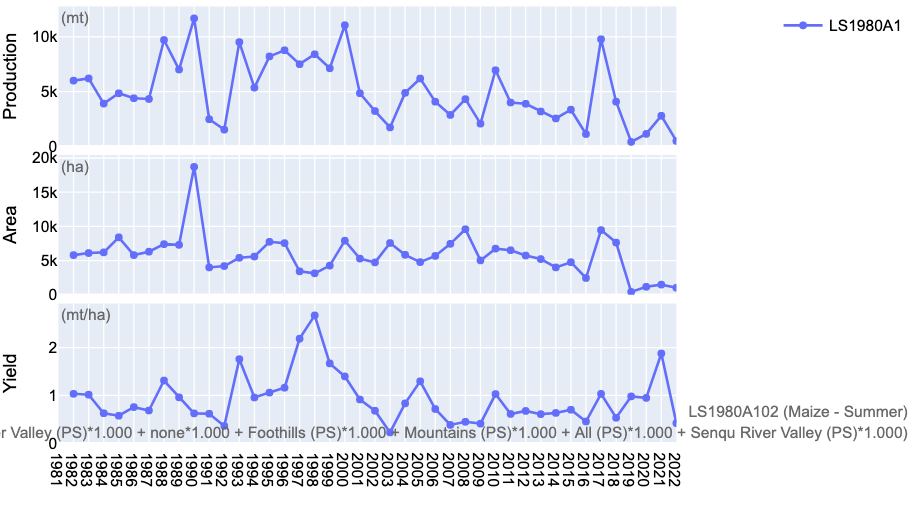 (mt)
LS1980A1
Production
10k
5k
0
20k
(ha)
15k
Area
10k
5k
0
(mt/ha)
Yield
2
1
0
LS1980A102 (Maize - Summer)
er Valley (PS)*1.000 + none*1.000 + Foothills (PS)*1.000 + Mountains (PS)*1.000 + All (PS)*1.000 + Senqu River Valley (PS)*1.000)
1981 1982 1983 1984 1985 1986 1987 1988 1989 1990 1991 1992 1993 1994 1995 1996 1997 1998 1999 2000 2001 2002 2003 2004 2005 2006 2007 2008 2009 2010 2011 2012 2013 2014 2015 2016 2017 2018 2019 2020 2021 2022